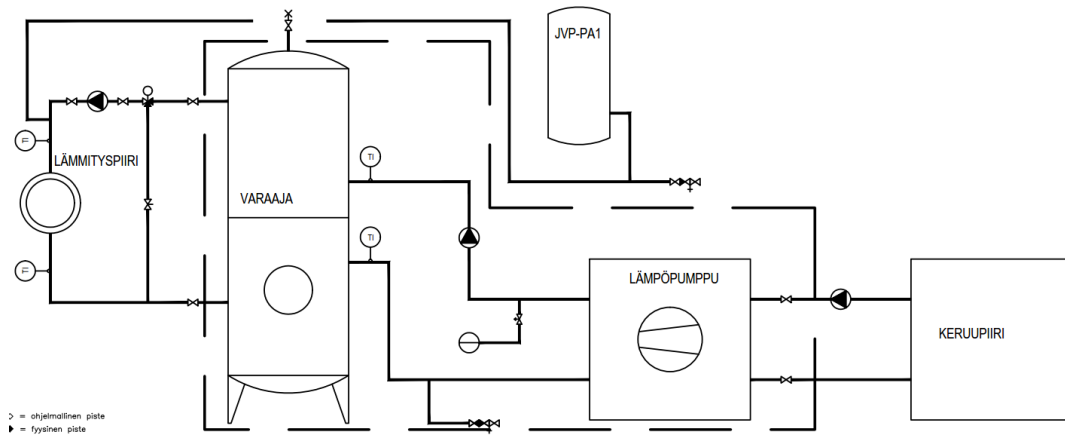 JVP-PA1
TI
LÄMMITYSPIIRI
TI
VARAAJA
TI
TI
LÄMPÖPUMPPU
KERUUPIIRI
= ohjelmallinen piste
= fyysinen piste